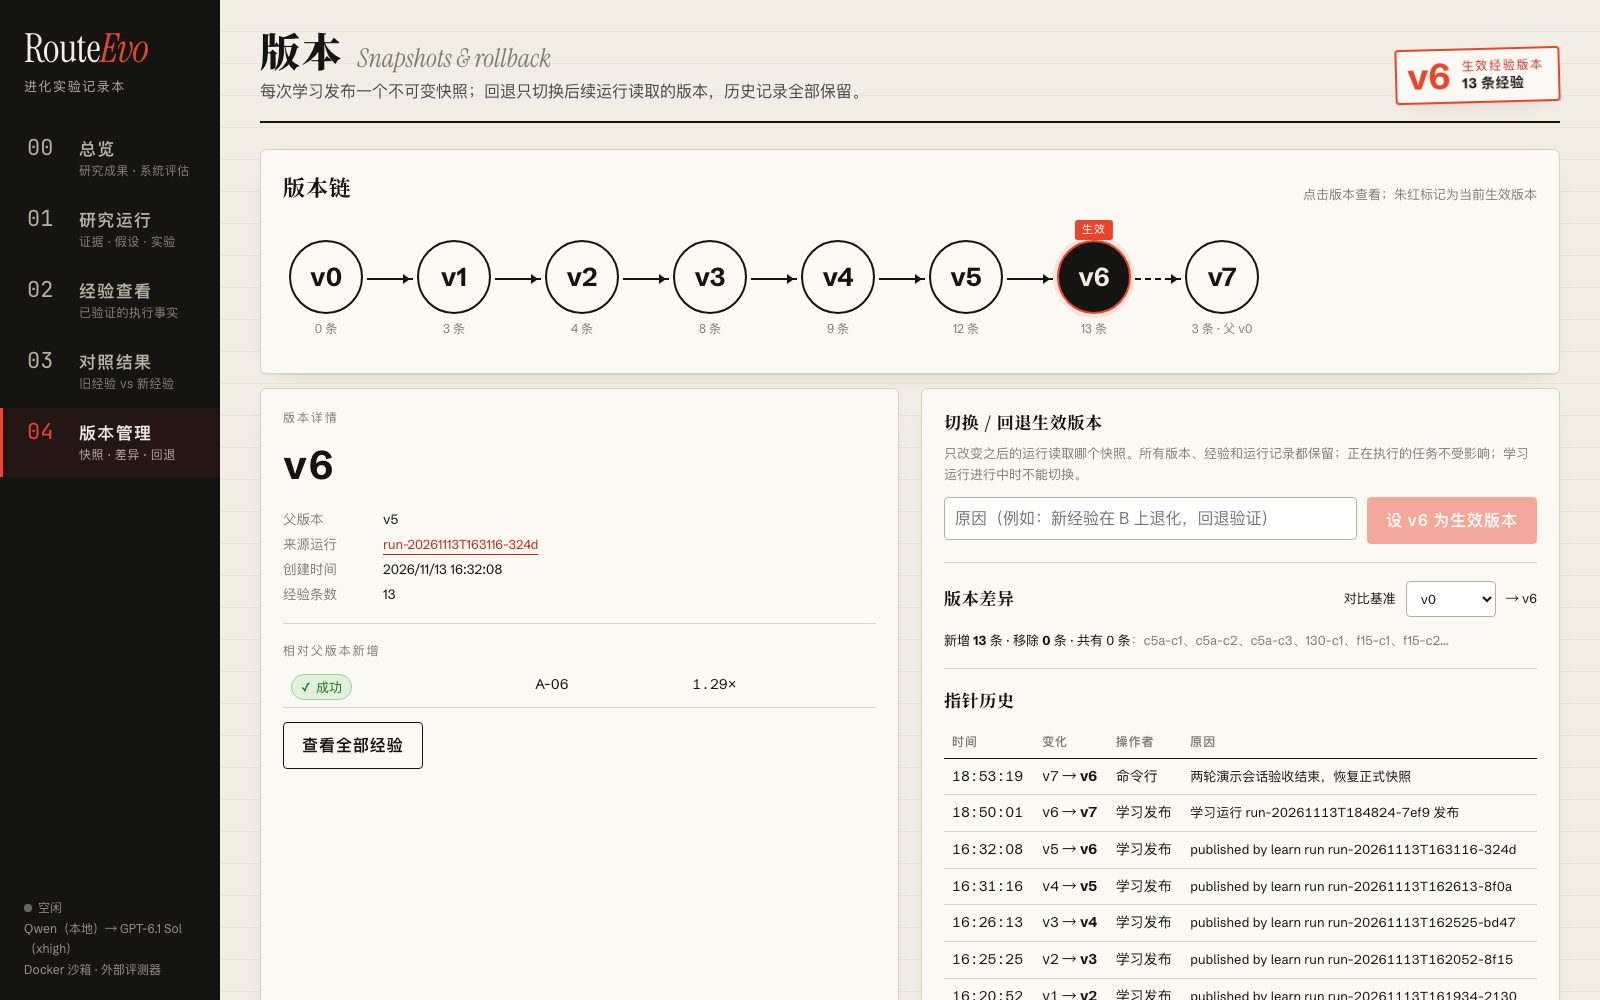 RouteEvo
进化实验记录本
00 总览
研究成果 · 系统评估
01 研究运行
证据 · 假设 · 实验
02 经验查看
已验证的执行事实
03 对照结果
旧经验 vs 新经验
04 版本管理
快照 · 差异 · 回退
空闲
Qwen（本地）→ GPT-6.1 Sol
（xhigh）
Docker 沙箱 · 外部评测器
版本 Snapshots & rollback
每次学习发布一个不可变快照；回退只切换后续运行读取的版本，历史记录全部保留。
v6 生效经验版本
13 条经验
版本链
点击版本查看；朱红标记为当前生效版本
生效
v0 v1 v2 v3 v4 v5 v6 v7
0 条 3 条 4 条 8 条 9 条 12 条 13 条 3 条 · 父 v0
版本详情
v6
父版本 v5
来源运行 run-20261113T163116-324d
创建时间 2026/11/13 16:32:08
经验条数 13
相对父版本新增
✓ 成功 A-06 1.29×
查看全部经验
切换 / 回退生效版本
只改变之后的运行读取哪个快照。所有版本、经验和运行记录都保留；正在执行的任务不受影响；学习
运行进行中时不能切换。
原因（例如：新经验在 B 上退化，回退验证）
设 v6 为生效版本
版本差异 对比基准 v0 → v6
新增 13 条 · 移除 0 条 · 共有 0 条：c5a-c1、c5a-c2、c5a-c3、130-c1、f15-c1、f15-c2…
指针历史
时间 变化 操作者 原因
18:53:19 v7 → v6 命令行 两轮演示会话验收结束，恢复正式快照
18:50:01 v6 → v7 学习发布 学习运行 run-20261113T184824-7ef9 发布
16:32:08 v5 → v6 学习发布 published by learn run run-20261113T163116-324d
16:31:16 v4 → v5 学习发布 published by learn run run-20261113T162613-8f0a
16:26:13 v3 → v4 学习发布 published by learn run run-20261113T162525-bd47
16:25:25 v2 → v3 学习发布 published by learn run run-20261113T162052-8f15
16:20:52 v1 → v2 学习发布 published by learn run run-20261113T161934-2130